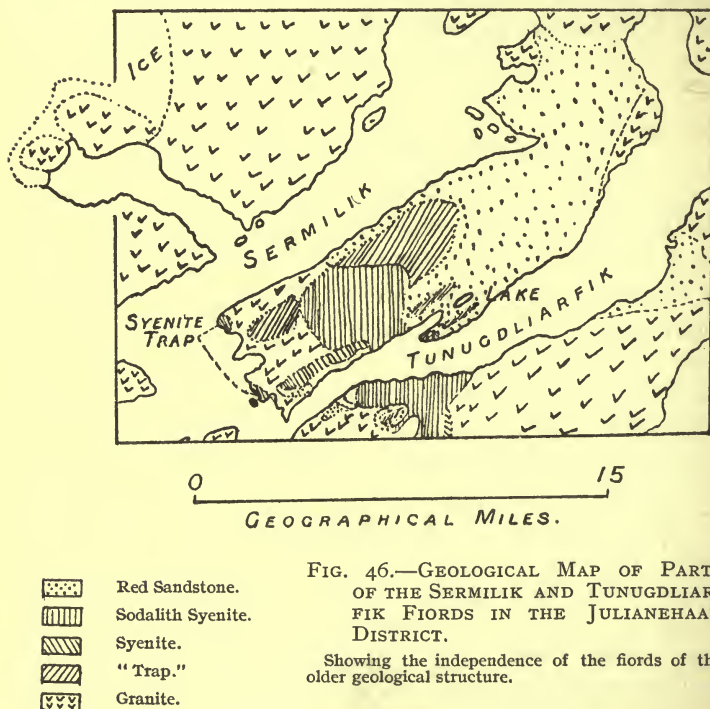 ICE
SERMILIK
LAKE
SYENITE
TRAP
TUNUGDLIARFIK
0 15
GEOGRAPHICAL MILES.
Red Sandstone.
Sodalith Syenite.
Syenite.
"Trap."
Granite.
FIG. 46.—GEOLOGICAL MAP OF PART
OF THE SERMILIK AND TUNUGDLIAR
FIK FIORDS IN THE JULIANEHAA
DISTRICT.
Showing the independence of the fiords of th
older geological structure.